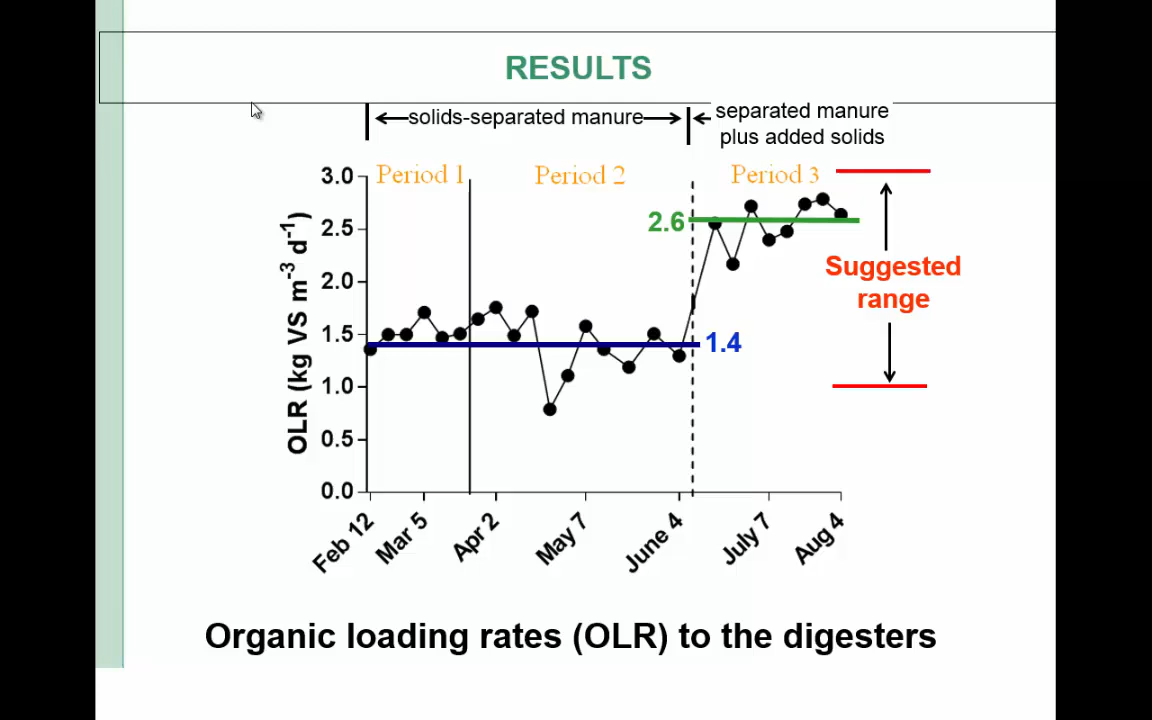 RESULTS
solids-separated manure
separated manure
plus added solids
Period 1
Period 2
Period 3
3.0
2.5
2.0
1.5
1.0
0.5
0.0
OLR (kg VS m⁻³ d⁻¹)
2.6
1.4
Suggested
range
Feb 12
Mar 5
Apr 2
May 7
June 4
July 7
Aug 4
Organic loading rates (OLR) to the digesters